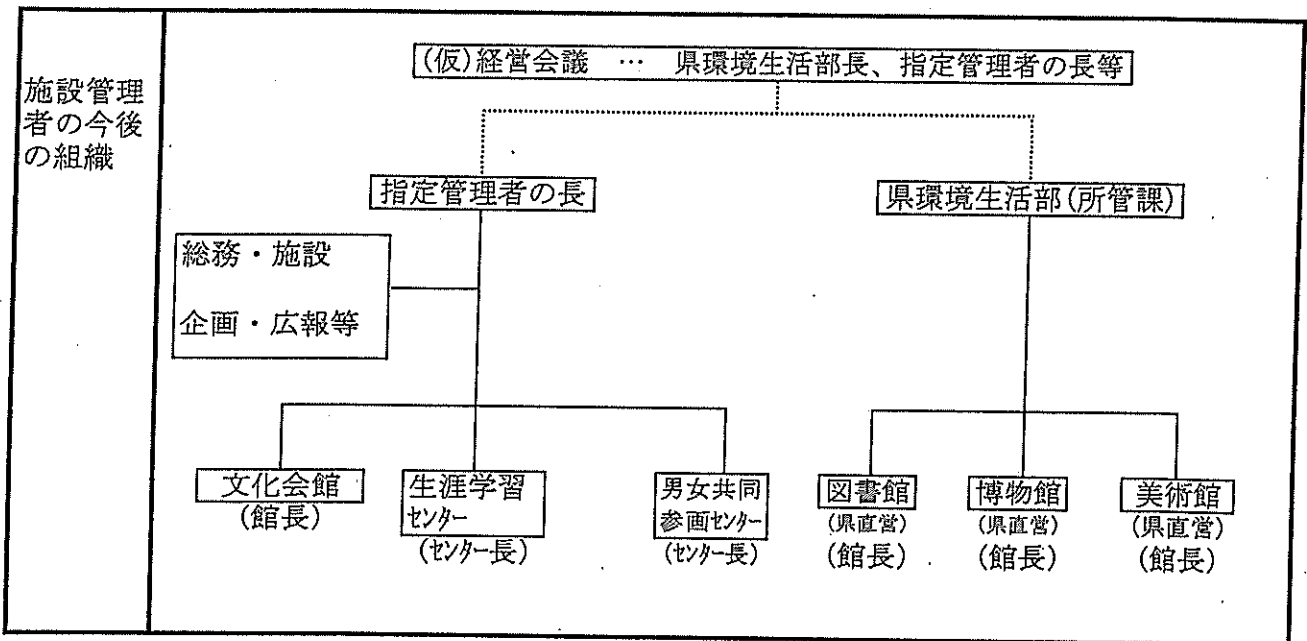 施設管理
者の今後
の組織
(仮)経営会議 … 県環境生活部長、指定管理者の長等
指定管理者の長
県環境生活部(所管課)
総務・施設
企画・広報等
文化会館
(館長)
生涯学習
センター
(センター長)
男女共同
参画センター
(センター長)
図書館
(県直営)
(館長)
博物館
(県直営)
(館長)
美術館
(県直営)
(館長)